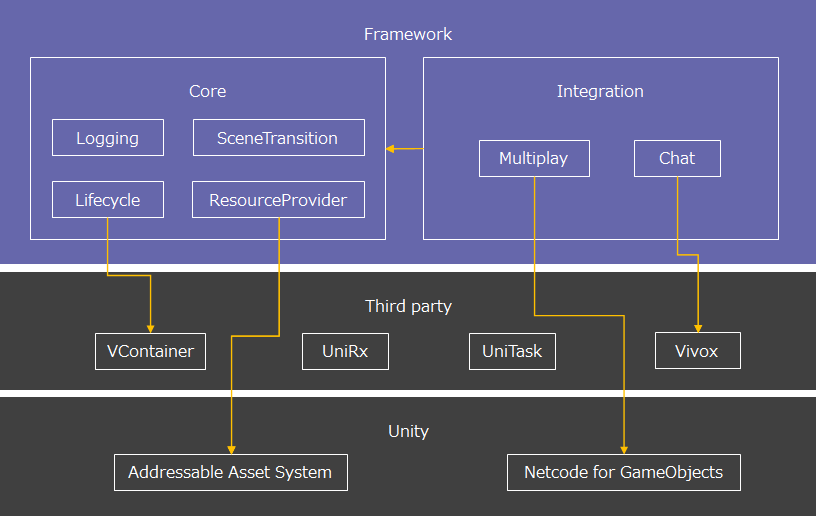 Framework
Core
Integration
Logging
SceneTransition
Multiplay
Chat
Lifecycle
ResourceProvider
Third party
VContainer
UniRx
UniTask
Vivox
Unity
Addressable Asset System
Netcode for GameObjects